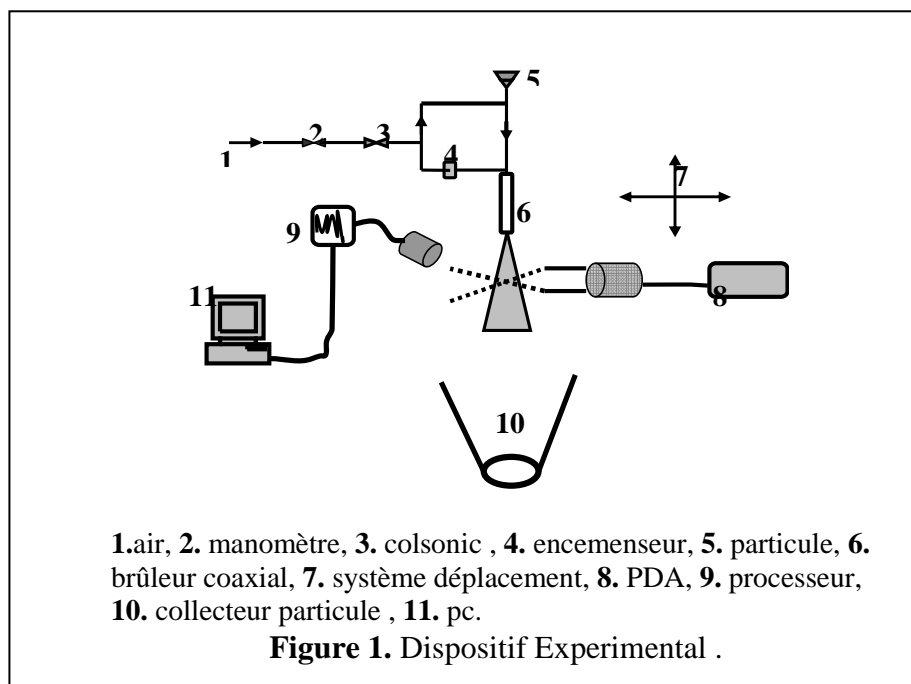 5
1
2
3
4
6
7
9
8
11
10
1.air, 2. manomètre, 3. colsonic , 4. encemenseur, 5. particule, 6.
brûleur coaxial, 7. système déplacement, 8. PDA, 9. processeur,
10. collecteur particule , 11. pc.
Figure 1. Dispositif Experimental .